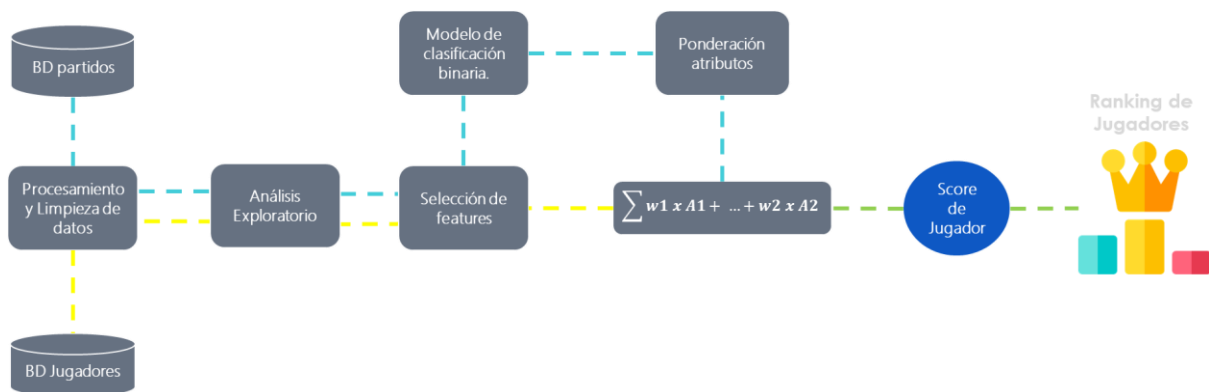 BD partidos
Procesamiento
y Limpieza de
datos
BD Jugadores
Análisis
Exploratorio
Modelo de
clasificación
binaria.
Selección de
features
Ponderación
atributos
∑ w1 x A1 + ... + w2 x A2
Score
de
Jugador
Ranking de
Jugadores